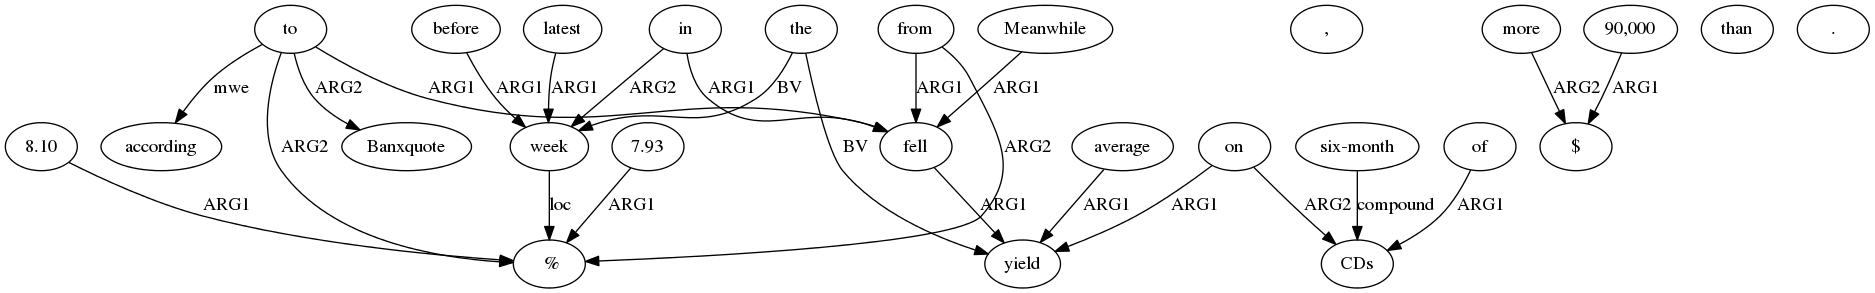 to before latest in the from Meanwhile , more 90,000 than .
mwe ARG2 ARG1 ARG1 ARG1 ARG2 ARG1 BV ARG1 ARG1 ARG2 ARG1
8.10 according Banxquote week 7.93 fell average on six-month of $
ARG2 BV ARG2
ARG1 loc ARG1 ARG1 ARG1 ARG1 ARG2 compound ARG1
% yield CDs